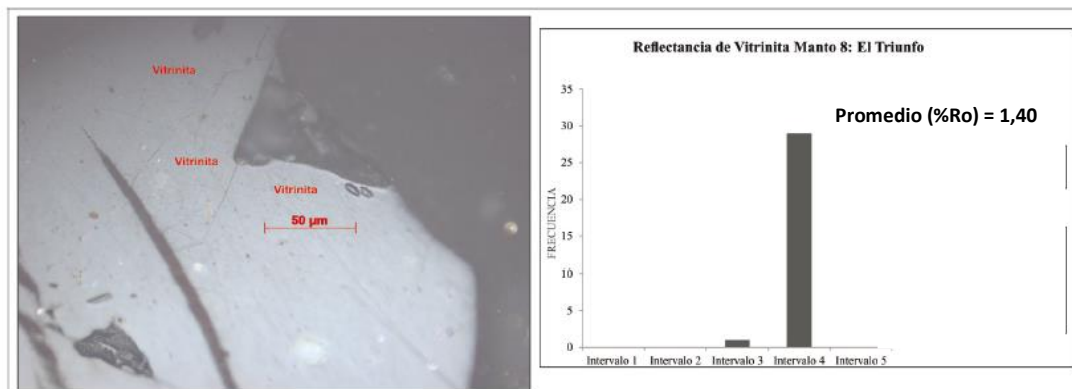 Vitrinita
Vitrinita
Vitrinita
50 µm
Reflectancia de Vitrinita Manto 8: El Triunfo
Promedio (%Ro) = 1,40
FRECUENCIA
35
30
25
20
15
10
5
0
Intervalo 1 Intervalo 2 Intervalo 3 Intervalo 4 Intervalo 5